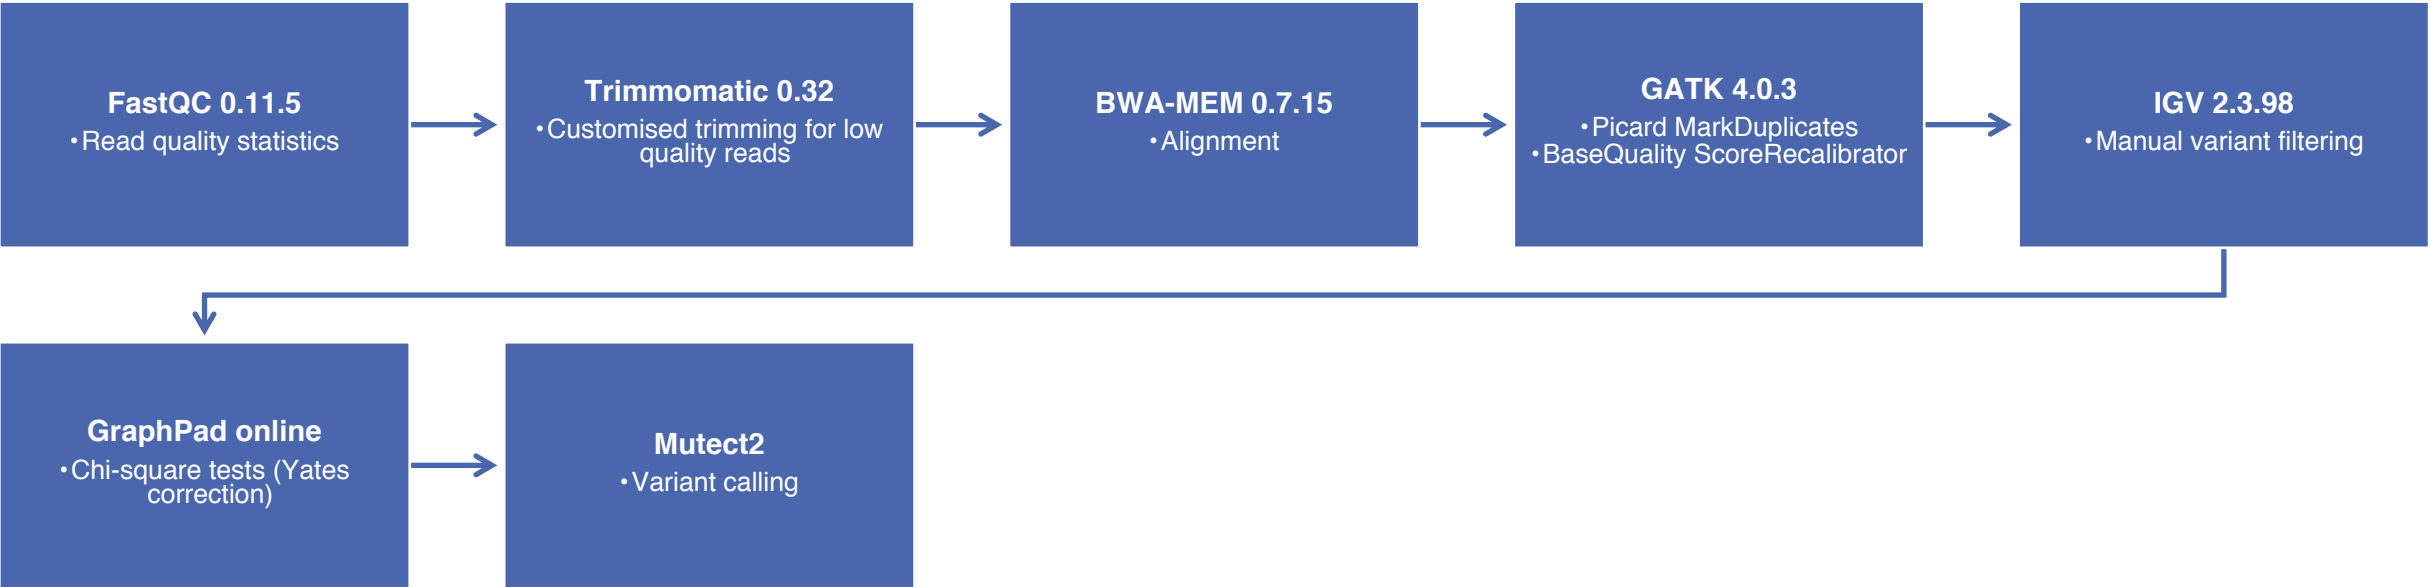 FastQC 0.11.5
•Read quality statistics
Trimmomatic 0.32
•Customised trimming for low
quality reads
BWA-MEM 0.7.15
•Alignment
GATK 4.0.3
•Picard MarkDuplicates
•BaseQuality ScoreRecalibrator
IGV 2.3.98
•Manual variant filtering
GraphPad online
•Chi-square tests (Yates
correction)
Mutect2
•Variant calling